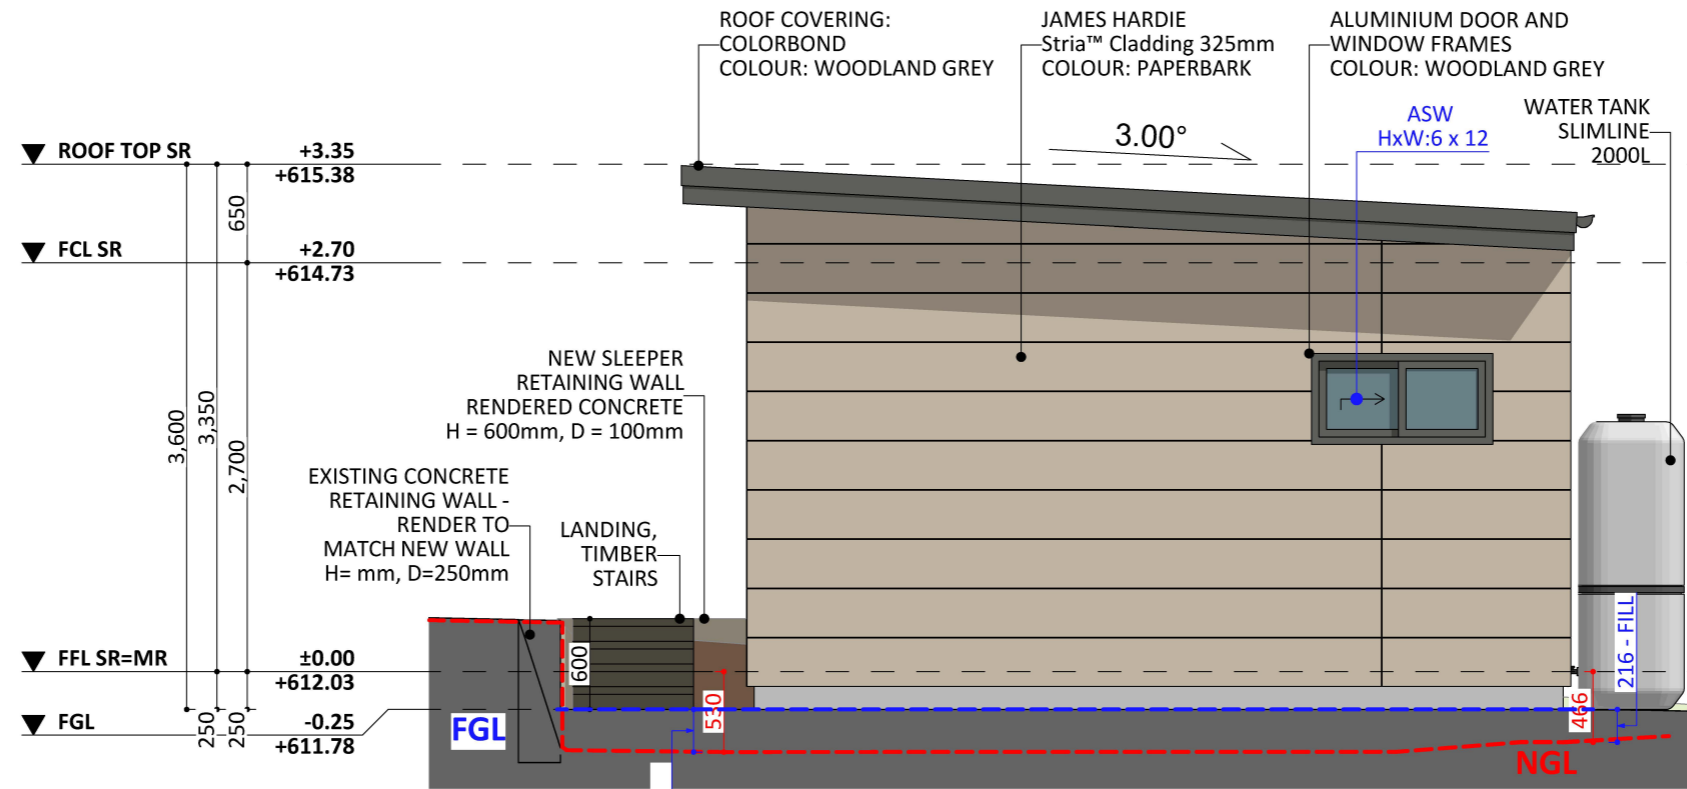 ROOF COVERING:
COLORBOND
COLOUR: WOODLAND GREY
JAMES HARDIE
Stria™ Cladding 325mm
COLOUR: PAPERBARK
ALUMINIUM DOOR AND
WINDOW FRAMES
COLOUR: WOODLAND GREY
ASW
HxW:6 x 12
WATER TANK
SLIMLINE
2000L
3.00°
ROOF TOP SR +3.35
+615.38
650
FCL SR +2.70
+614.73
3,600
3,350
2,700
NEW SLEEPER
RETAINING WALL
RENDERED CONCRETE
H = 600mm, D = 100mm
EXISTING CONCRETE
RETAINING WALL -
RENDER TO
MATCH NEW WALL
H= mm, D=250mm
LANDING,
TIMBER
STAIRS
600
FFL SR=MR ±0.00
+612.03
FGL -0.25
+611.78
250
250
FGL
530
466
216 - FILL
NGL